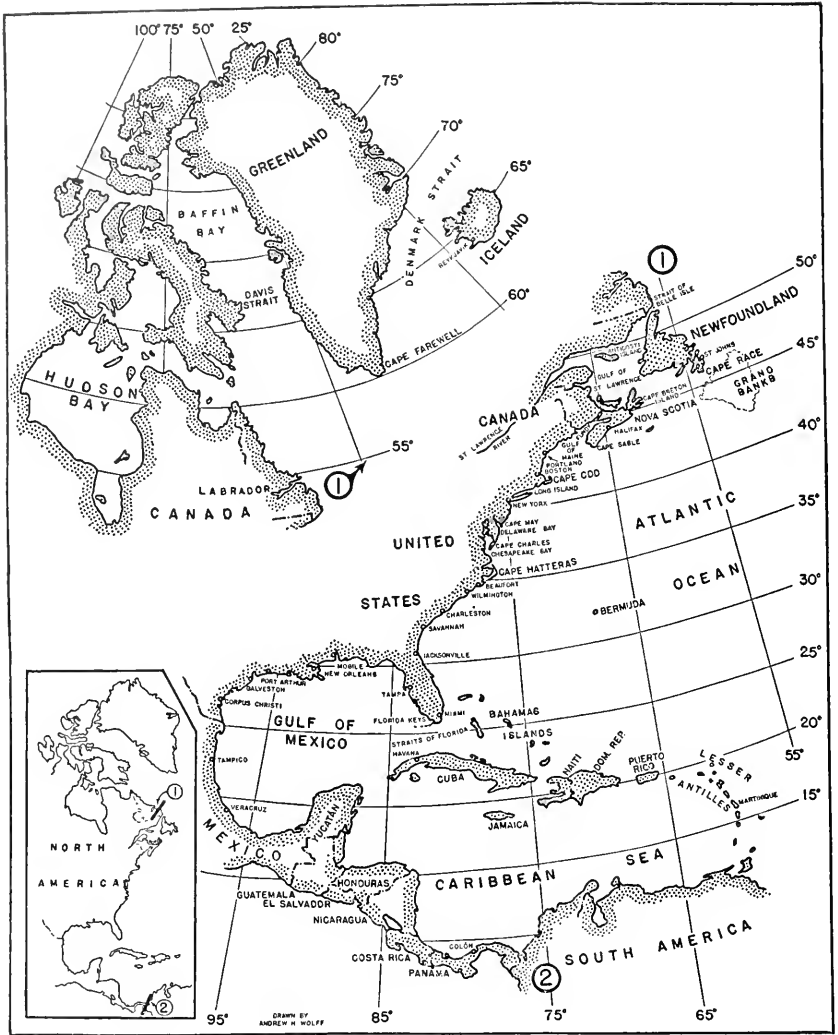 100° 75° 50° 25°
80°
75°
70°
65°
60°
GREENLAND
DENMARK STRAIT
ICELAND
REYKJAVIK
BAFFIN
BAY
DAVIS
STRAIT
CAPE FAREWELL
HUDSON
BAY
55°
1
LABRADOR
CANADA
1
50°
STRAIT OF
BELLE ISLE
NEWFOUNDLAND
45°
ST JOHNS
CAPE RACE
GRAND
BANKS
ISLAND
GULF OF
ST LAWRENCE
CAPE BRETON
ISLAND
NOVA SCOTIA
40°
CANADA
HALIFAX
CAPE SABLE
ST LAWRENCE
RIVER
GULF
OF
MAINE
PORTLAND
BOSTON
CAPE COD
LONG ISLAND
NEW YORK
35°
ATLANTIC
OCEAN
UNITED
STATES
CAPE MAY
DELAWARE BAY
CAPE CHARLES
CHESAPEAKE BAY
CAPE HATTERAS
30°
BEAUFORT
WILMINGTON
BERMUDA
CHARLESTON
SAVANNAH
JACKSONVILLE
25°
MOBILE
NEW ORLEANS
PORT ARTHUR
GALVESTON
CORPUS CHRISTI
TAMPA
MIAMI
FLORIDA KEYS
BAHAMAS
ISLANDS
20°
GULF OF
MEXICO
STRAITS OF FLORIDA
HAVANA
55°
TAMPICO
CUBA
HAITI
DOM. REP.
PUERTO
RICO
LESSER
ANTILLES
15°
VERACRUZ
MARTINIQUE
YUCATAN
JAMAICA
MEXICO
CARIBBEAN SEA
HONDURAS
GUATEMALA
EL SALVADOR
NICARAGUA
COLÓN
COSTA RICA
PANAMA
SOUTH AMERICA
2
95°
85°
75°
65°
DRAWN BY
ANDREW H WOLFF
1
NORTH
AMERICA
2